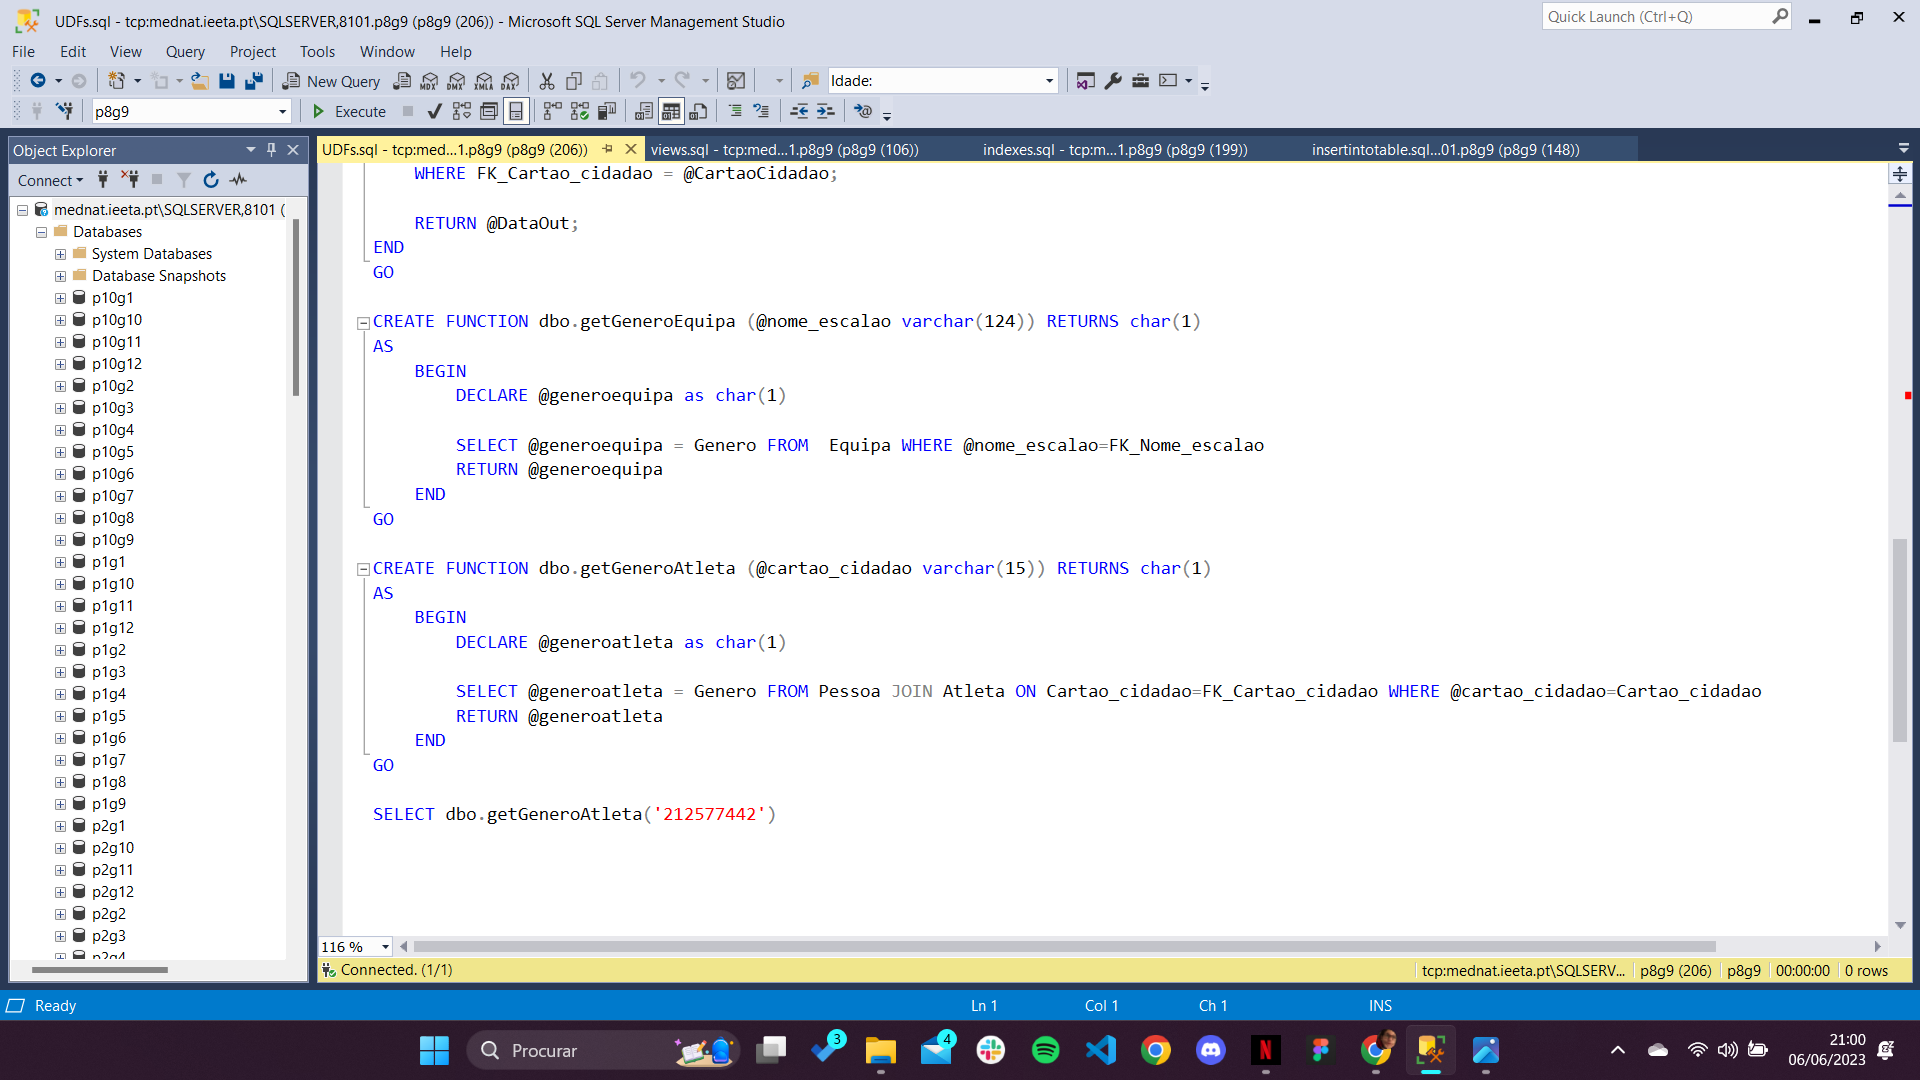 UDFs.sql - tcp:mednat.ieeta.pt\SQLSERVER,8101.p8g9 (p8g9 (206)) - Microsoft SQL Server Management Studio
Quick Launch (Ctrl+Q)
File Edit View Query Project Tools Window Help
New Query
MDX DMX XMLA DAX
Idade:
p8g9
Execute
Object Explorer
UDFs.sql - tcp:med...1.p8g9 (p8g9 (206))
views.sql - tcp:med...1.p8g9 (p8g9 (106))
indexes.sql - tcp:m...1.p8g9 (p8g9 (199))
insertintotable.sql...01.p8g9 (p8g9 (148))
Connect
mednat.ieeta.pt\SQLSERVER,8101 (
Databases
System Databases
Database Snapshots
p10g1
p10g10
p10g11
p10g12
p10g2
p10g3
p10g4
p10g5
p10g6
p10g7
p10g8
p10g9
p1g1
p1g10
p1g11
p1g12
p1g2
p1g3
p1g4
p1g5
p1g6
p1g7
p1g8
p1g9
p2g1
p2g10
p2g11
p2g12
p2g2
p2g3
p2g4
WHERE FK_Cartao_cidadao = @CartaoCidadao;
RETURN @DataOut;
END
GO
CREATE FUNCTION dbo.getGeneroEquipa (@nome_escalao varchar(124)) RETURNS char(1)
AS
BEGIN
DECLARE @generoequipa as char(1)
SELECT @generoequipa = Genero FROM  Equipa WHERE @nome_escalao=FK_Nome_escalao
RETURN @generoequipa
END
GO
CREATE FUNCTION dbo.getGeneroAtleta (@cartao_cidadao varchar(15)) RETURNS char(1)
AS
BEGIN
DECLARE @generoatleta as char(1)
SELECT @generoatleta = Genero FROM Pessoa JOIN Atleta ON Cartao_cidadao=FK_Cartao_cidadao WHERE @cartao_cidadao=Cartao_cidadao
RETURN @generoatleta
END
GO
SELECT dbo.getGeneroAtleta('212577442')
116 %
Connected. (1/1)
tcp:mednat.ieeta.pt\SQLSERV... p8g9 (206) p8g9 00:00:00 0 rows
Ready
Ln 1 Col 1 Ch 1 INS
Procurar
3
4
21:00
06/06/2023